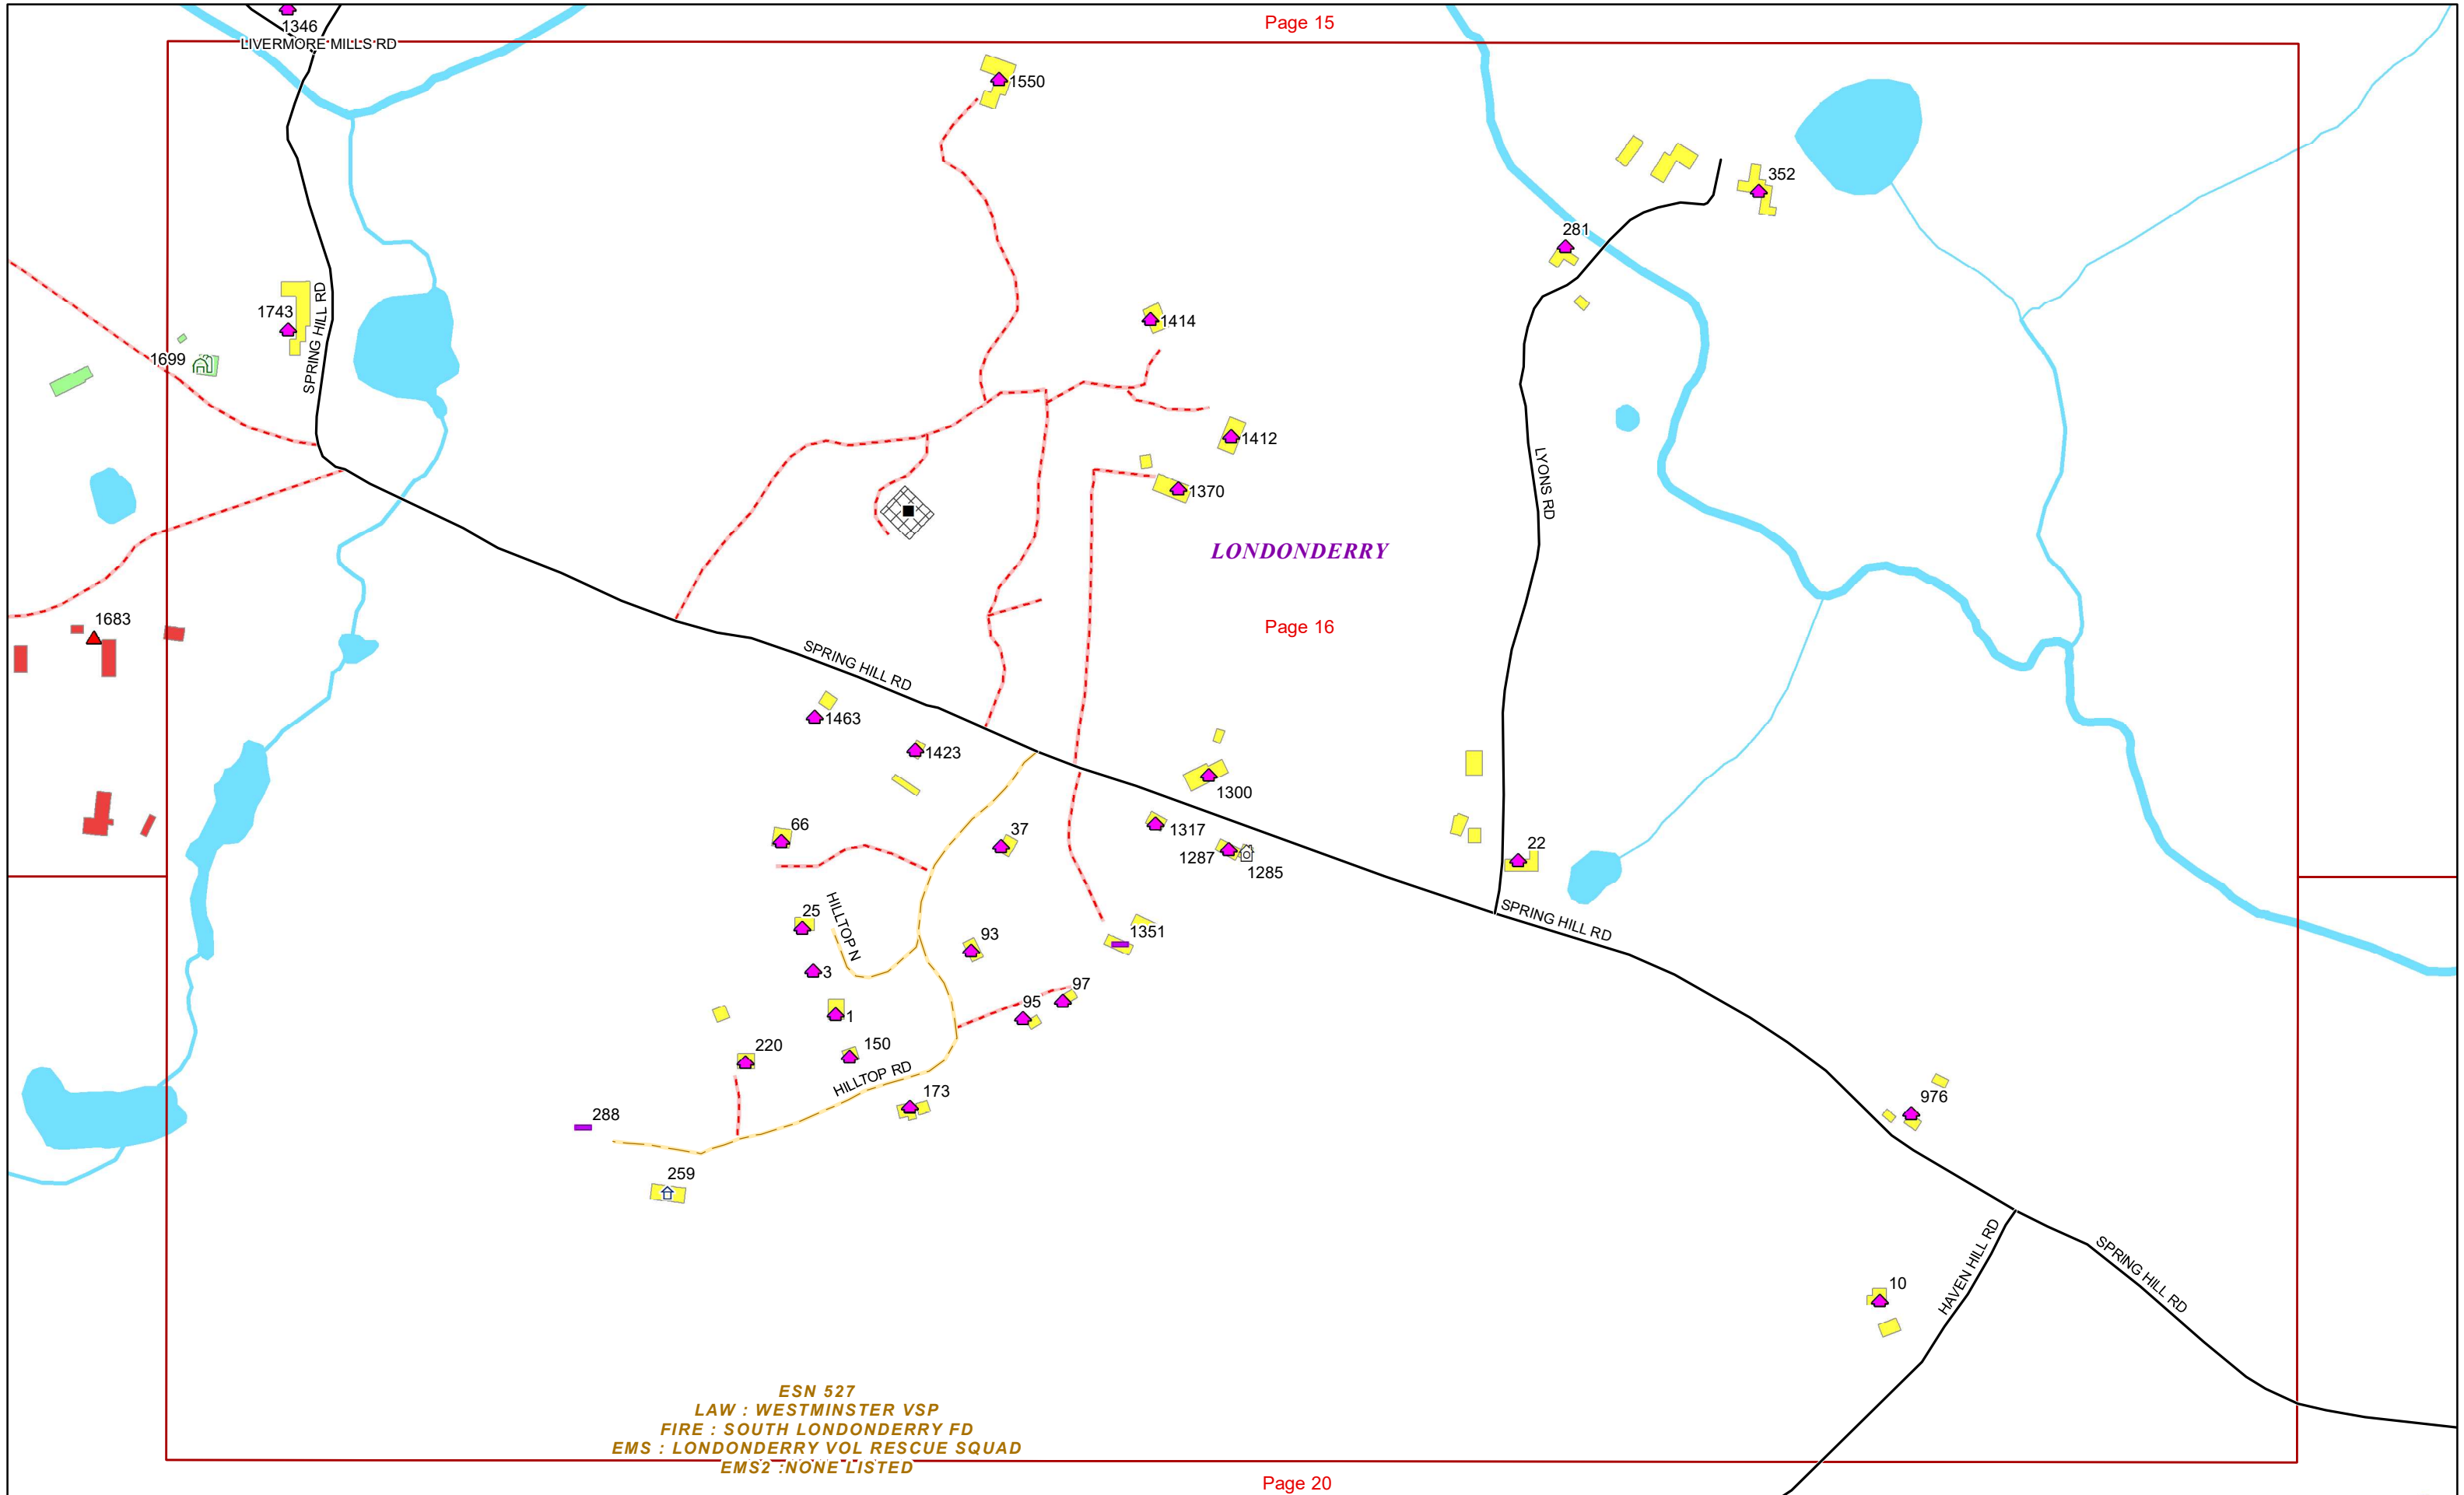 Page 15
1346
LIVERMORE MILLS RD
1550
352
281
1743
SPRING HILL RD
1414
1699
1412
LYONS RD
1370
LONDONDERRY
1683
Page 16
SPRING HILL RD
1463
1423
1300
66
37
1317
22
1287
1285
25
HILLTOP N
SPRING HILL RD
93
1351
3
97
95
1
220
150
HILLTOP RD
173
976
288
259
HAVEN HILL RD
SPRING HILL RD
10
ESN 527
LAW : WESTMINSTER VSP
FIRE : SOUTH LONDONDERRY FD
EMS : LONDONDERRY VOL RESCUE SQUAD
EMS2 :NONE LISTED
Page 20